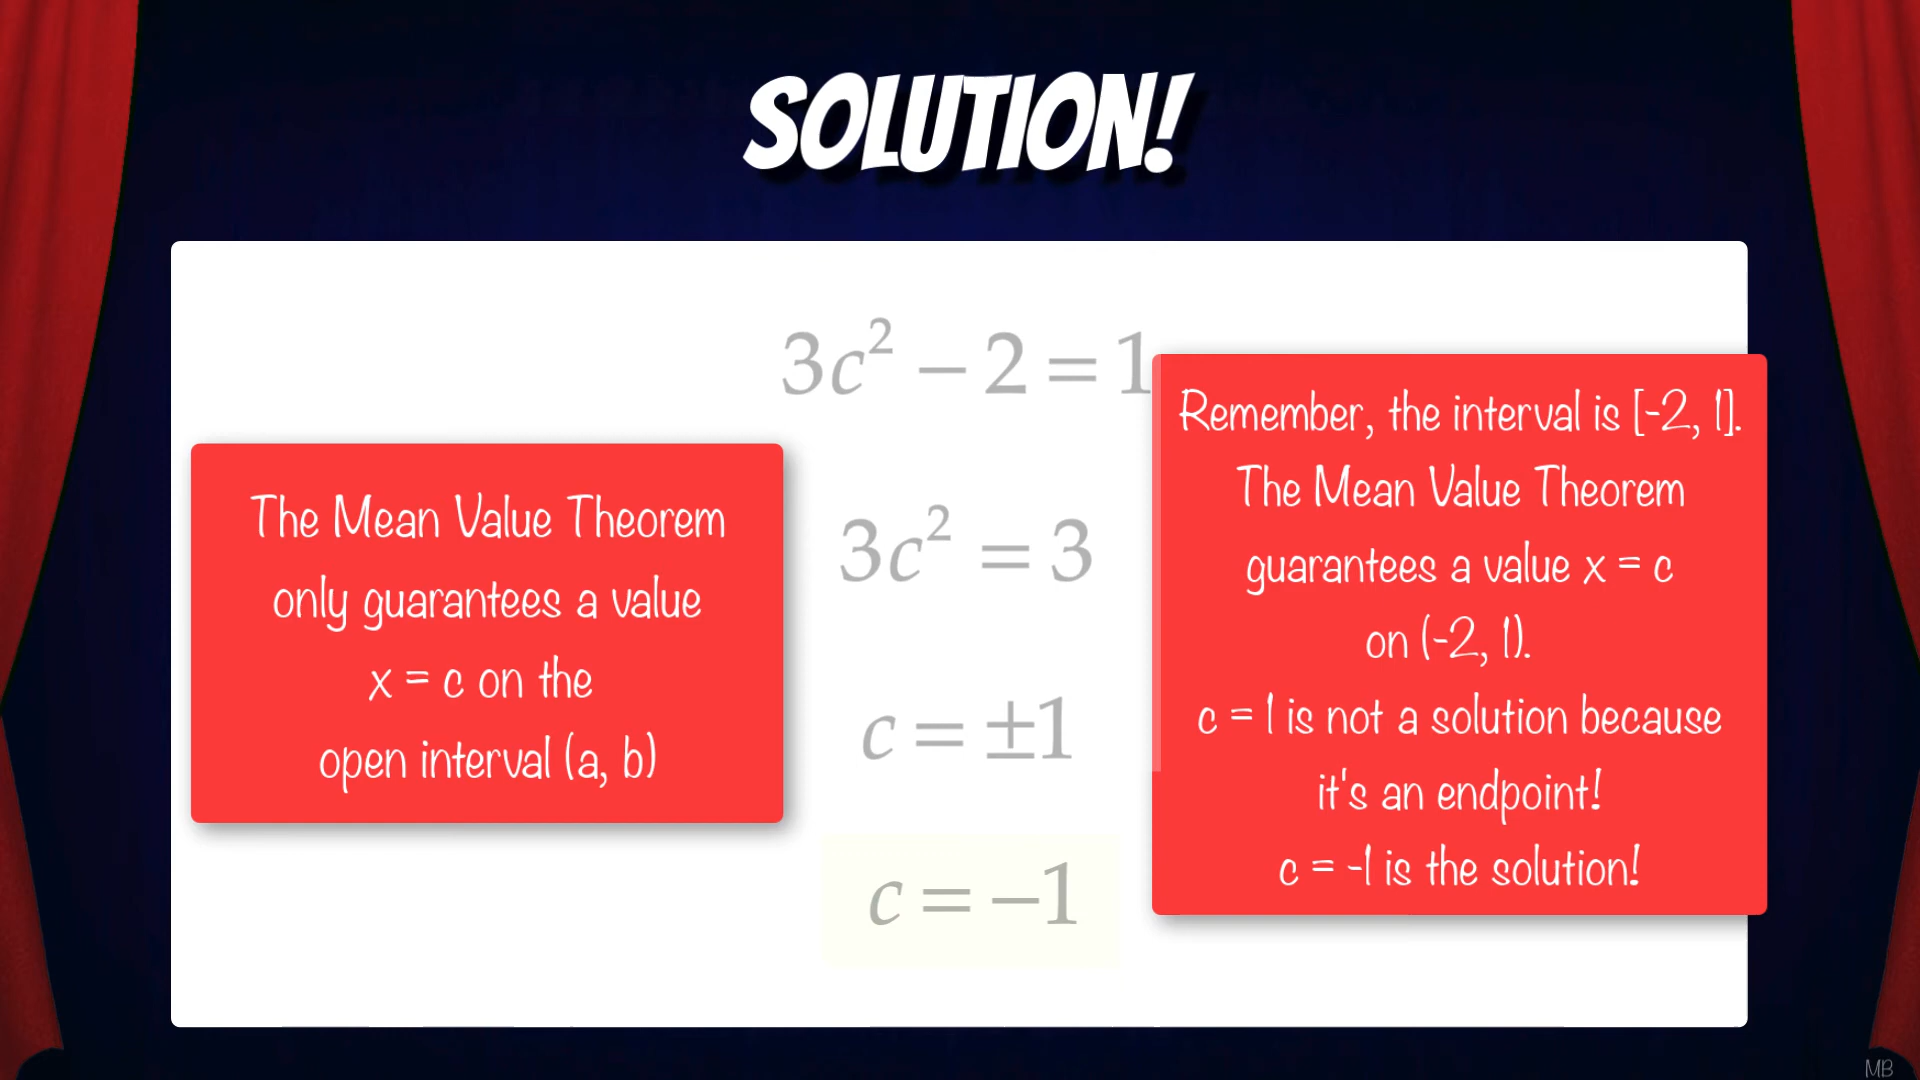 SOLUTION!
3c² − 2 = 1
3c² = 3
c = ±1
c = −1
The Mean Value Theorem
only guarantees a value
x = c on the
open interval (a, b)
Remember, the interval is [-2, 1].
The Mean Value Theorem
guarantees a value x = c
on (-2, 1).
c = 1 is not a solution because
it's an endpoint!
c = -1 is the solution!
MB